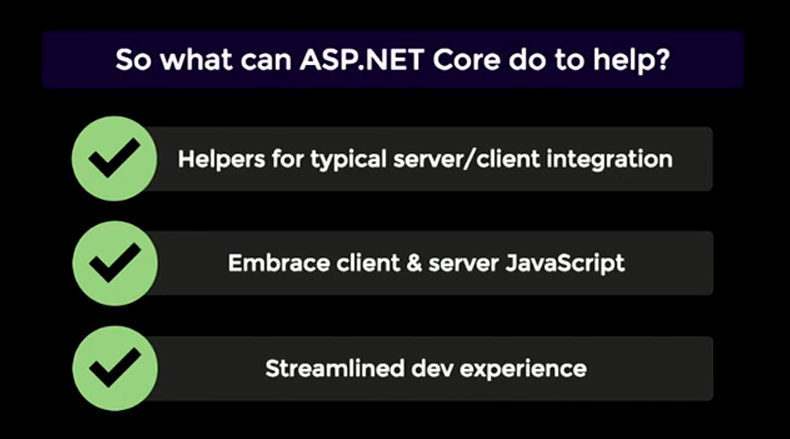 So what can ASP.NET Core do to help?
Helpers for typical server/client integration
Embrace client & server JavaScript
Streamlined dev experience